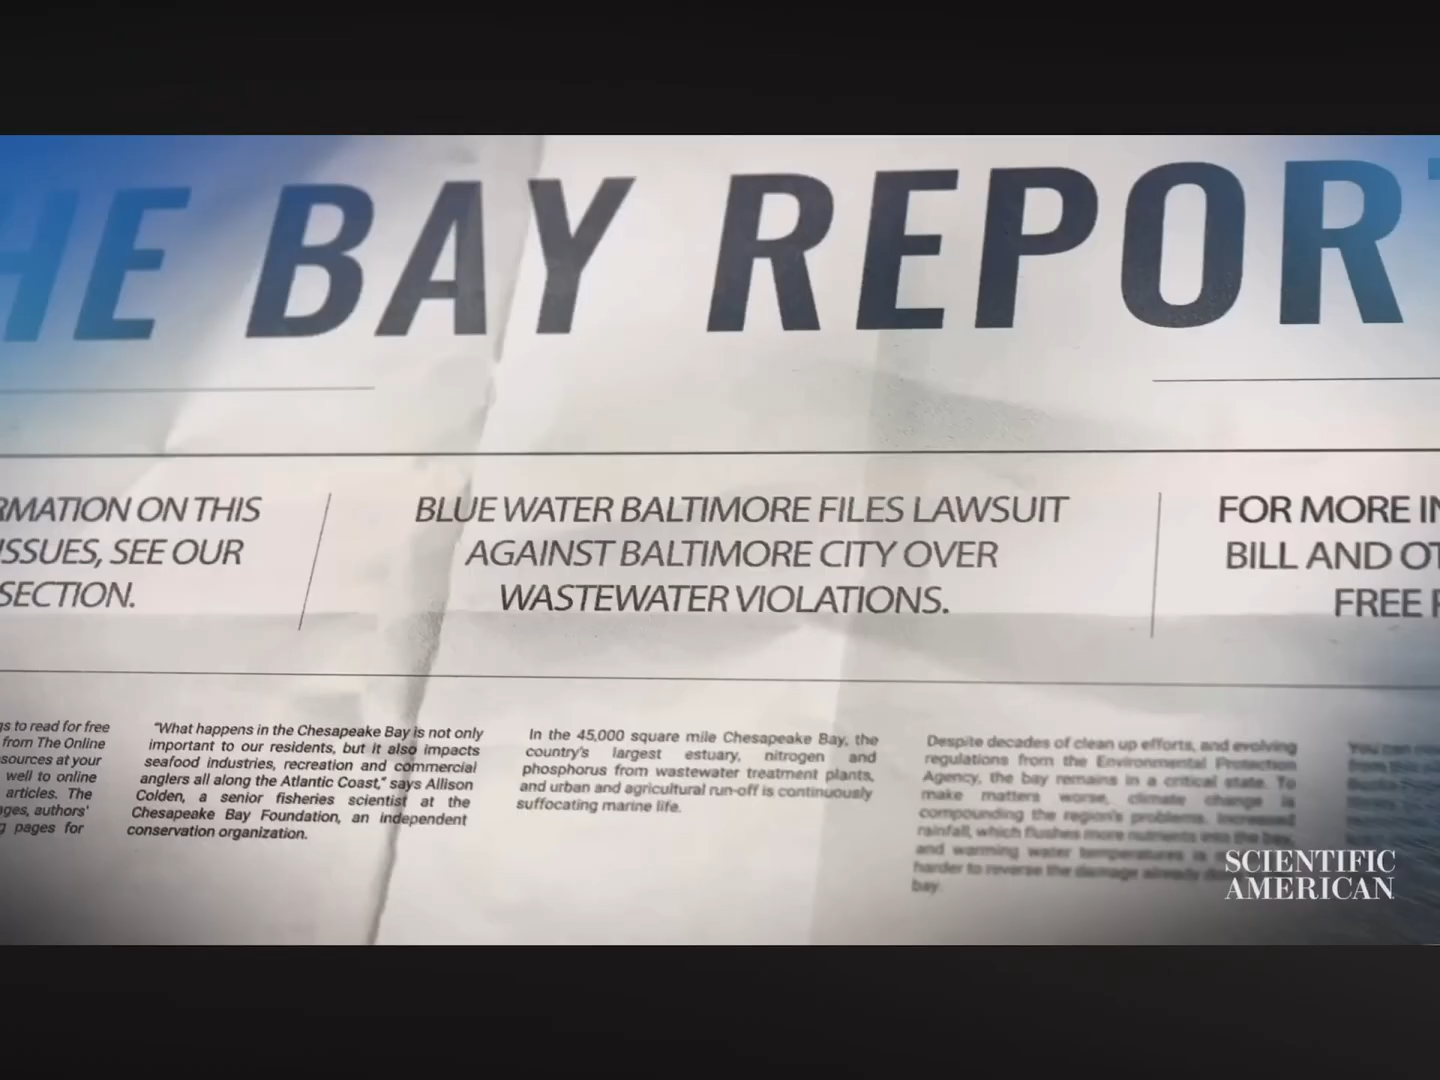 HE BAY REPORT
RMATION ON THIS
ISSUES, SEE OUR
SECTION.
BLUE WATER BALTIMORE FILES LAWSUIT
AGAINST BALTIMORE CITY OVER
WASTEWATER VIOLATIONS.
FOR MORE IN
BILL AND OT
FREE
gs to read for free
from The Online
sources at your
well to online
articles. The
ages, authors'
pages for
"What happens in the Chesapeake Bay is not only
important to our residents, but it also impacts
seafood industries, recreation and commercial
anglers all along the Atlantic Coast," says Allison
Colden, a senior fisheries scientist at the
Chesapeake Bay Foundation, an independent
conservation organization.
In the 45,000 square mile Chesapeake Bay, the
country's largest estuary, nitrogen and
phosphorus from wastewater treatment plants,
and urban and agricultural run-off is continuously
suffocating marine life.
Despite decades of clean up efforts, and evolving
regulations from the Environmental Protection
Agency, the bay remains in a critical state. To
make matters worse, climate change is
compounding the region's problems. Increased
rainfall, which flushes more nutrients into the bay,
and warming water temperatures is
harder to reverse the damage already
bay.
SCIENTIFIC
AMERICAN